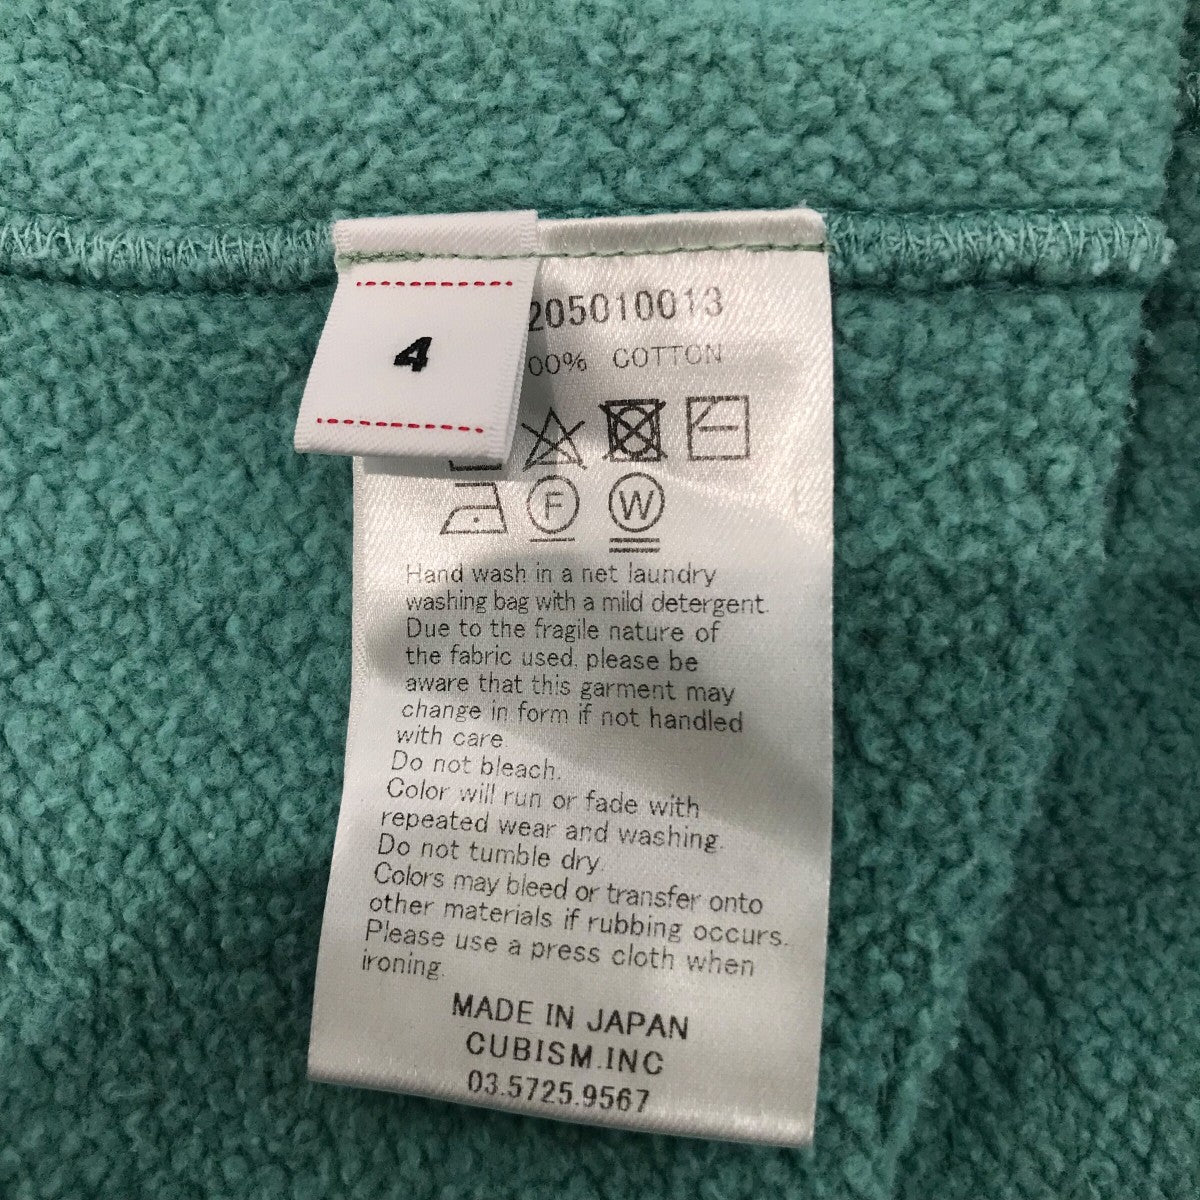 4
205010013
00% COTTON
F W
Hand wash in a net laundry
washing bag with a mild detergent.
Due to the fragile nature of
the fabric used, please be
aware that this garment may
change in form if not handled
with care.
Do not bleach.
Color will run or fade with
repeated wear and washing.
Do not tumble dry.
Colors may bleed or transfer onto
other materials if rubbing occurs.
Please use a press cloth when
ironing.
MADE IN JAPAN
CUBISM.INC
03.5725.9567